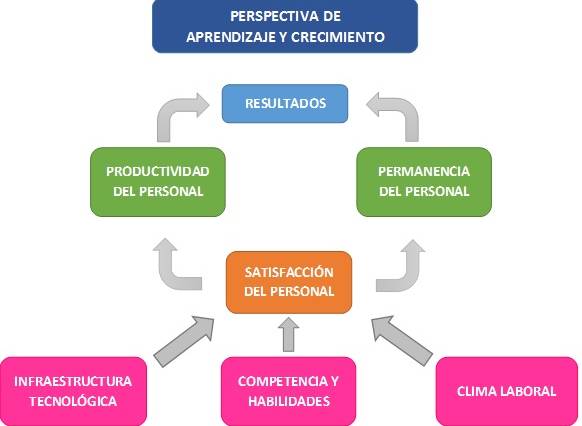 PERSPECTIVA DE
APRENDIZAJE Y CRECIMIENTO
RESULTADOS
PRODUCTIVIDAD
DEL PERSONAL
PERMANENCIA
DEL PERSONAL
SATISFACCIÓN
DEL PERSONAL
INFRAESTRUCTURA
TECNOLÓGICA
COMPETENCIA Y
HABILIDADES
CLIMA LABORAL